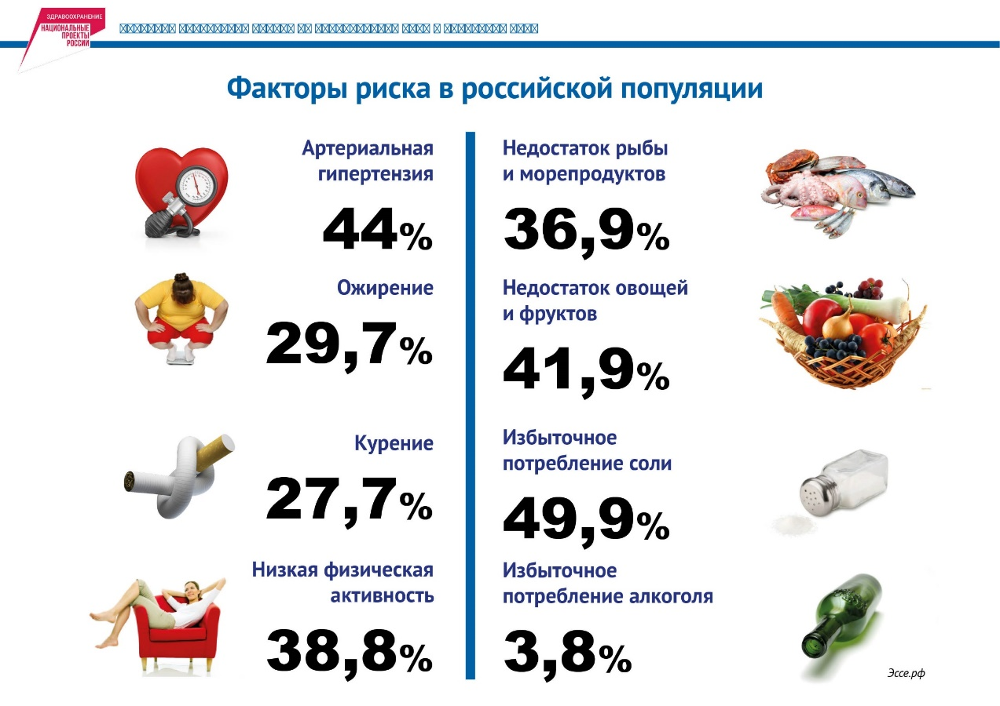 ЗДРАВООХРАНЕНИЕ
НАЦИОНАЛЬНЫЕ
ПРОЕКТЫ
РОССИИ
Факторы риска в российской популяции
Артериальная
гипертензия
44%
Ожирение
29,7%
Курение
27,7%
Низкая физическая
активность
38,8%
Недостаток рыбы
и морепродуктов
36,9%
Недостаток овощей
и фруктов
41,9%
Избыточное
потребление соли
49,9%
Избыточное
потребление алкоголя
3,8%
Эссе.рф